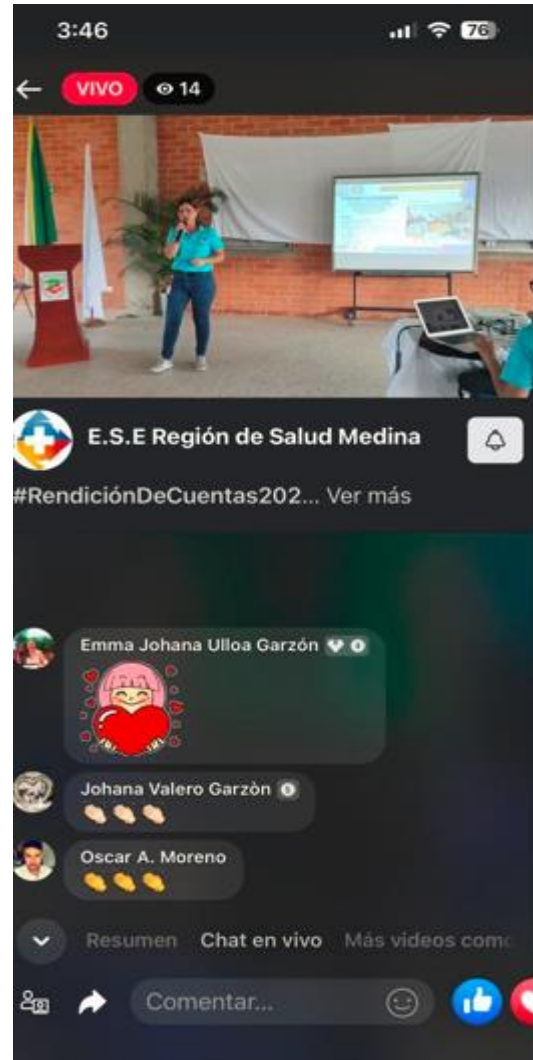 3:46
76
VIVO 14
E.S.E Región de Salud Medina
#RendiciónDeCuentas202... Ver más
Emma Johana Ulloa Garzón
Johana Valero Garzòn
Oscar A. Moreno
Resumen Chat en vivo Más videos como
Comentar...